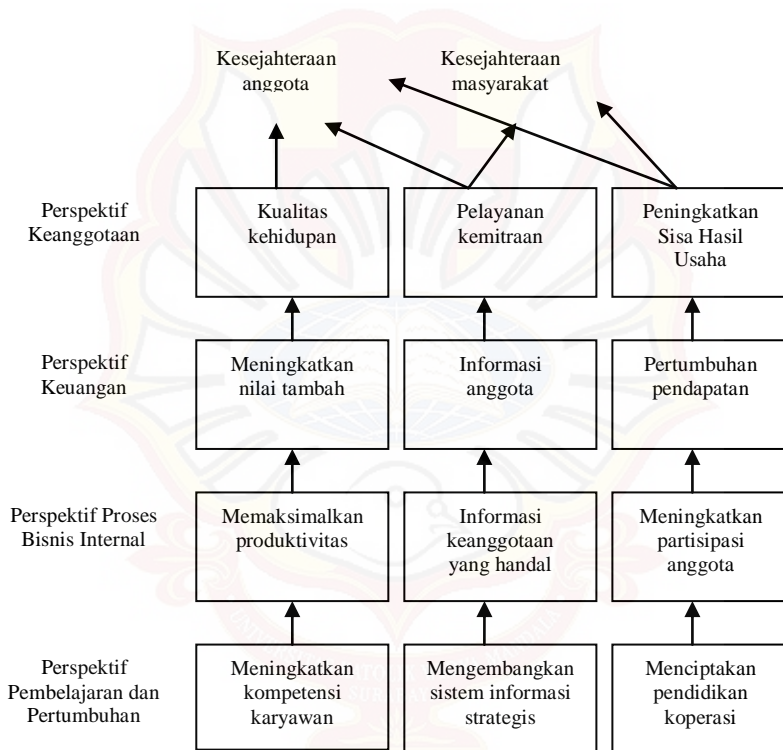 Kesejahteraan
anggota
Kesejahteraan
masyarakat
Perspektif
Keanggotaan
Kualitas
kehidupan
Pelayanan
kemitraan
Peningkatan
Sisa Hasil
Usaha
Perspektif
Keuangan
Meningkatkan
nilai tambah
Informasi
anggota
Pertumbuhan
pendapatan
Perspektif Proses
Bisnis Internal
Memaksimalkan
produktivitas
Informasi
keanggotaan
yang handal
Meningkatkan
partisipasi
anggota
Perspektif
Pembelajaran dan
Pertumbuhan
Meningkatkan
kompetensi
karyawan
Mengembangkan
sistem informasi
strategis
Menciptakan
pendidikan
koperasi